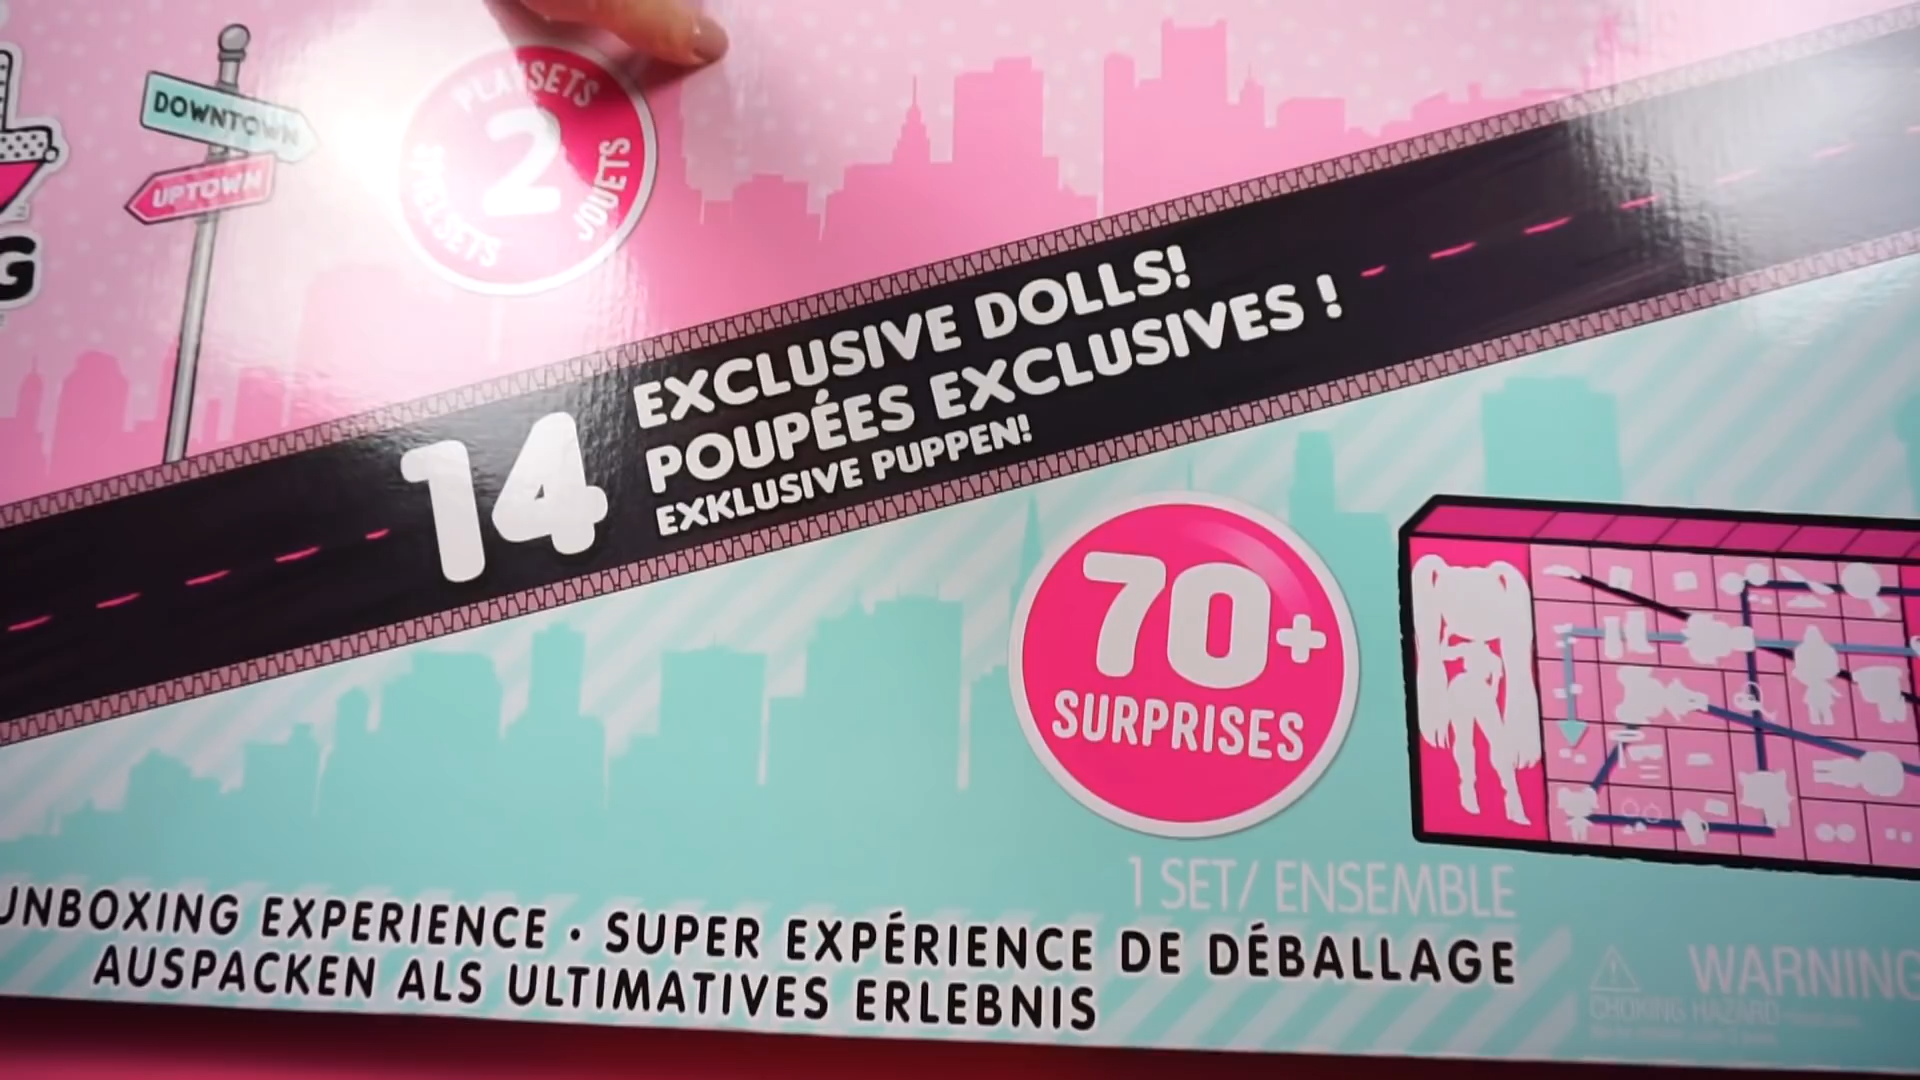 DOWNTOWN
UPTOWN
G
PLAYSETS
2
JOUETS
SPIELSETS
14
EXCLUSIVE DOLLS!
POUPÉES EXCLUSIVES !
EXKLUSIVE PUPPEN!
70+
SURPRISES
1 SET/ ENSEMBLE
UNBOXING EXPERIENCE • SUPER EXPÉRIENCE DE DÉBALLAGE
AUSPACKEN ALS ULTIMATIVES ERLEBNIS
WARNING
CHOKING HAZARD